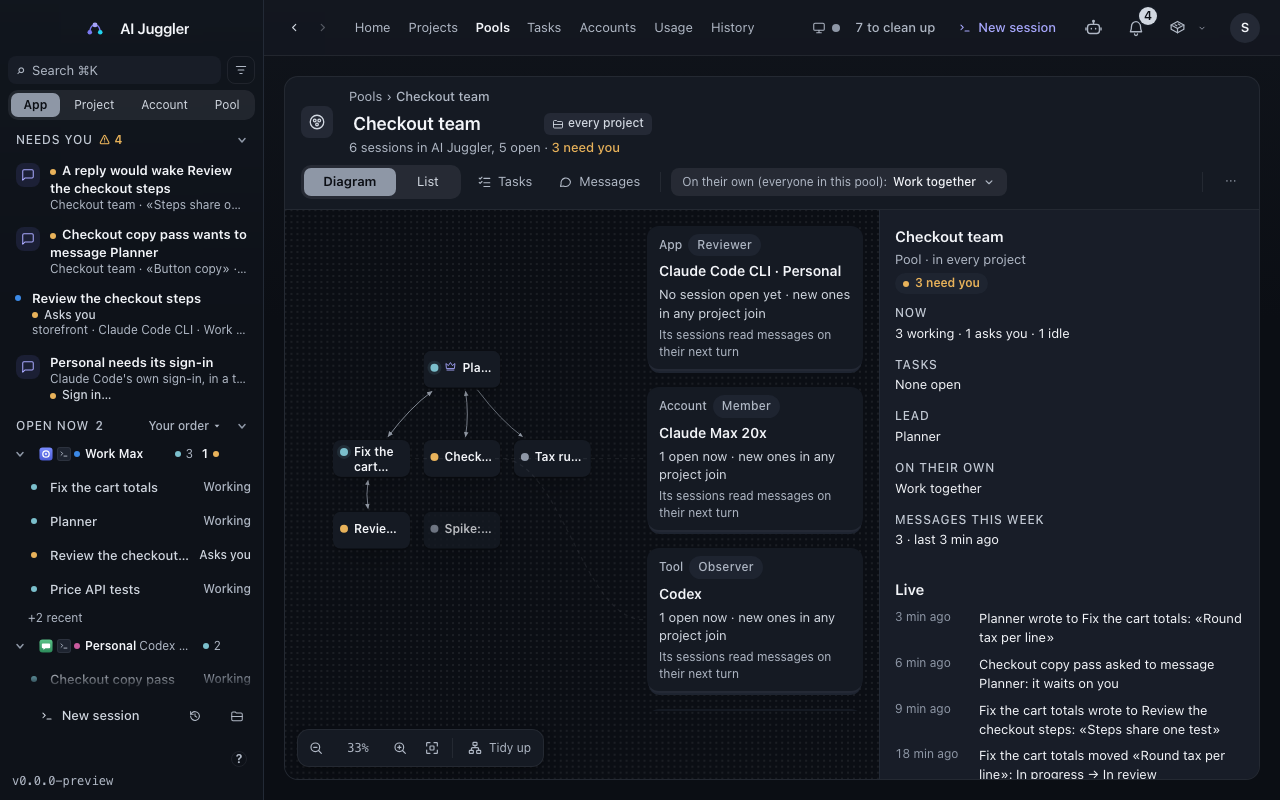 AI Juggler
Search ⌘K
App Project Account Pool
NEEDS YOU 4
A reply would wake Review
the checkout steps
Checkout team · «Steps share o...
Checkout copy pass wants to
message Planner
Checkout team · «Button copy» ·...
Review the checkout steps
Asks you
storefront · Claude Code CLI · Work ...
Personal needs its sign-in
Claude Code's own sign-in, in a t...
Sign in...
OPEN NOW 2 Your order
Work Max 3 1
Fix the cart totals Working
Planner Working
Review the checkout... Asks you
Price API tests Working
+2 recent
Personal Codex ... 2
Checkout copy pass Working
New session
?
v0.0.0-preview
Home Projects Pools Tasks Accounts Usage History
7 to clean up
New session
4
S
Pools › Checkout team
Checkout team
every project
6 sessions in AI Juggler, 5 open · 3 need you
Diagram List Tasks Messages
On their own (everyone in this pool): Work together
...
Pla...
Fix the
cart...
Check...
Tax ru...
Revie...
Spike:...
App Reviewer
Claude Code CLI · Personal
No session open yet · new ones
in any project join
Its sessions read messages on
their next turn
Account Member
Claude Max 20x
1 open now · new ones in any
project join
Its sessions read messages on
their next turn
Tool Observer
Codex
1 open now · new ones in any
project join
Its sessions read messages on
their next turn
33%
Tidy up
Checkout team
Pool · in every project
3 need you
NOW
3 working · 1 asks you · 1 idle
TASKS
None open
LEAD
Planner
ON THEIR OWN
Work together
MESSAGES THIS WEEK
3 · last 3 min ago
Live
3 min ago Planner wrote to Fix the cart totals: «Round
tax per line»
6 min ago Checkout copy pass asked to message
Planner: it waits on you
9 min ago Fix the cart totals wrote to Review the
checkout steps: «Steps share one test»
18 min ago Fix the cart totals moved «Round tax per
line»: In progress → In review